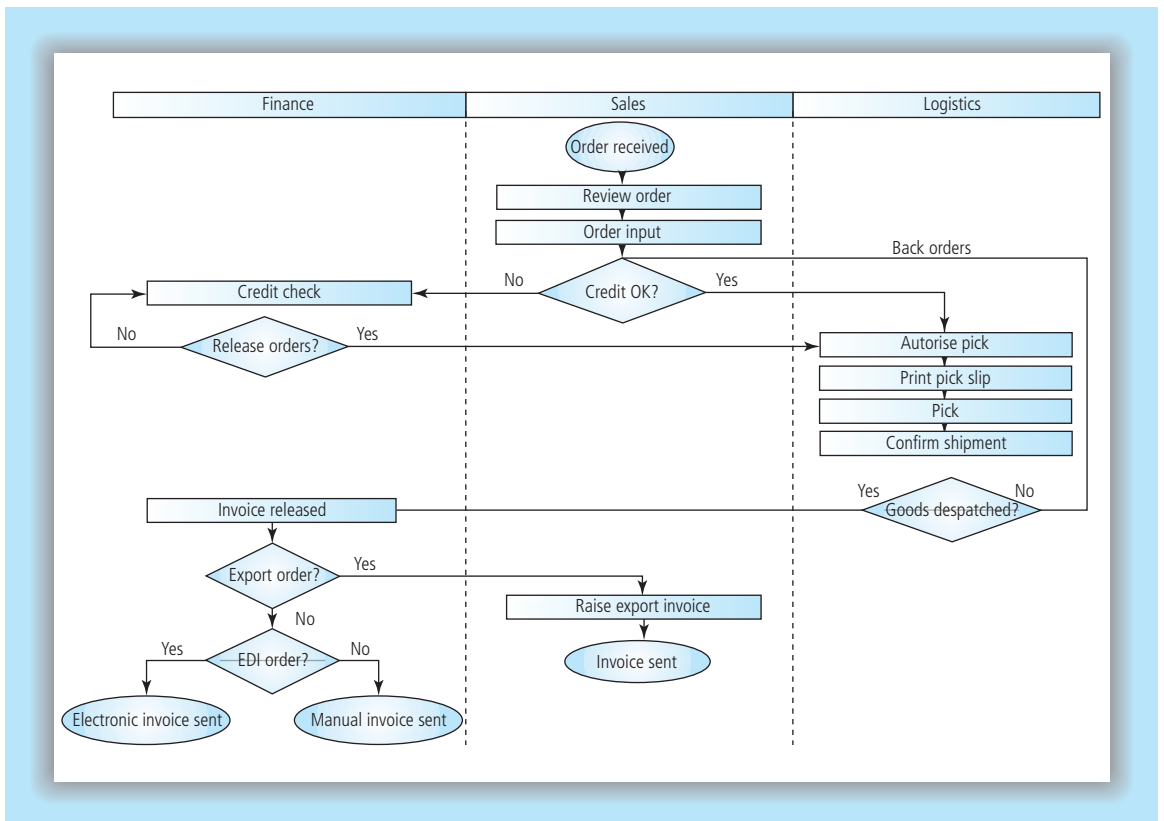 Finance
Sales
Logistics
Order received
Review order
Order input
Back orders
No
Credit OK?
Yes
Credit check
No
Release orders?
Yes
Autorise pick
Print pick slip
Pick
Confirm shipment
Yes
Goods despatched?
No
Invoice released
Export order?
Yes
Raise export invoice
No
Yes
EDI order?
No
Invoice sent
Electronic invoice sent
Manual invoice sent